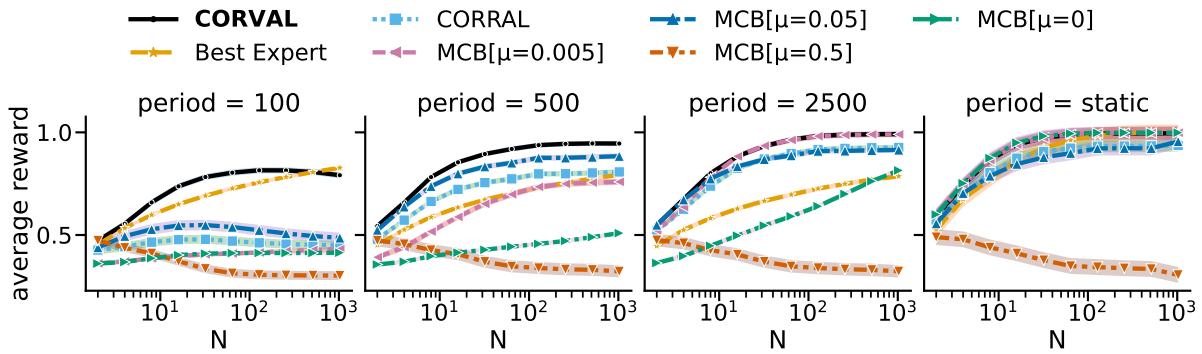 CORVAL CORRAL MCB[μ=0.05] MCB[μ=0]
Best Expert MCB[μ=0.005] MCB[μ=0.5]
period = 100 period = 500 period = 2500 period = static
average reward
1.0
0.5
10¹ 10² 10³ 10¹ 10² 10³ 10¹ 10² 10³ 10¹ 10² 10³
N N N N